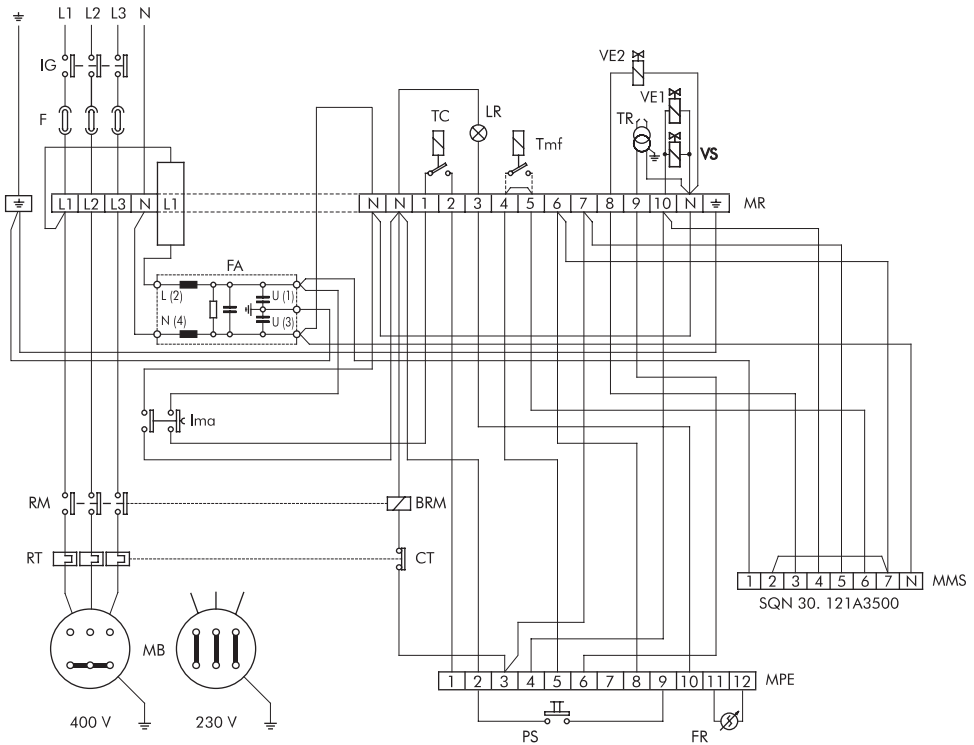 L1 L2 L3 N
IG
F
VE2
VE1
TC
LR
Tmf
TR
VS
L1 L2 L3 N L1
N N 1 2 3 4 5 6 7 8 9 10 N MR
FA
L (2) U (1)
N (4) U (3)
Ima
RM
BRM
RT
CT
1 2 3 4 5 6 7 N MMS
SQN 30. 121A3500
MB
1 2 3 4 5 6 7 8 9 10 11 12 MPE
400 V
230 V
PS
FR